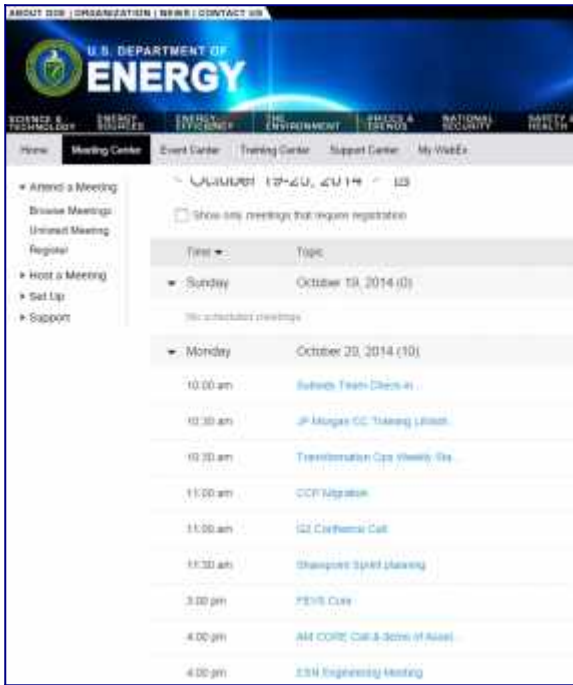 ABOUT DOE | ORGANIZATION | NEWS | CONTACT US
U.S. DEPARTMENT OF
ENERGY
SCIENCE & TECHNOLOGY ENERGY SOURCES ENERGY EFFICIENCY THE ENVIRONMENT PRICES & TRENDS NATIONAL SECURITY SAFETY & HEALTH
Home Meeting Center Event Center Training Center Support Center My WebEx
Attend a Meeting
Browse Meetings
Unlisted Meeting
Register
Host a Meeting
Set Up
Support
October 19-25, 2014
Show only meetings that require registration
Time Topic
Sunday October 19, 2014 (0)
No scheduled meetings
Monday October 20, 2014 (10)
10:00 am Team Check-in...
10:30 am JP Morgan CC Training
10:30 am Transformation Ops Weekly
11:00 am CCP Migration
11:00 am Conference Call
11:30 am Sharepoint Sprint planning
3:00 pm Core
4:00 pm CORE Call & demo of
4:00 pm Engineering Meeting